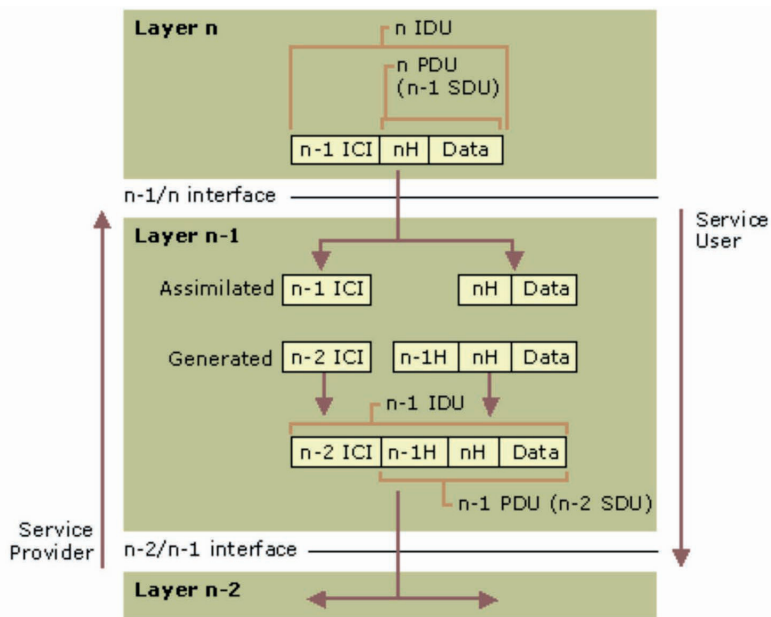 Layer n
n IDU
n PDU
(n-1 SDU)
n-1 ICI nH Data
n-1/n interface
Service
User
Layer n-1
Assimilated n-1 ICI nH Data
Generated n-2 ICI n-1H nH Data
n-1 IDU
n-2 ICI n-1H nH Data
n-1 PDU (n-2 SDU)
Service
Provider
n-2/n-1 interface
Layer n-2